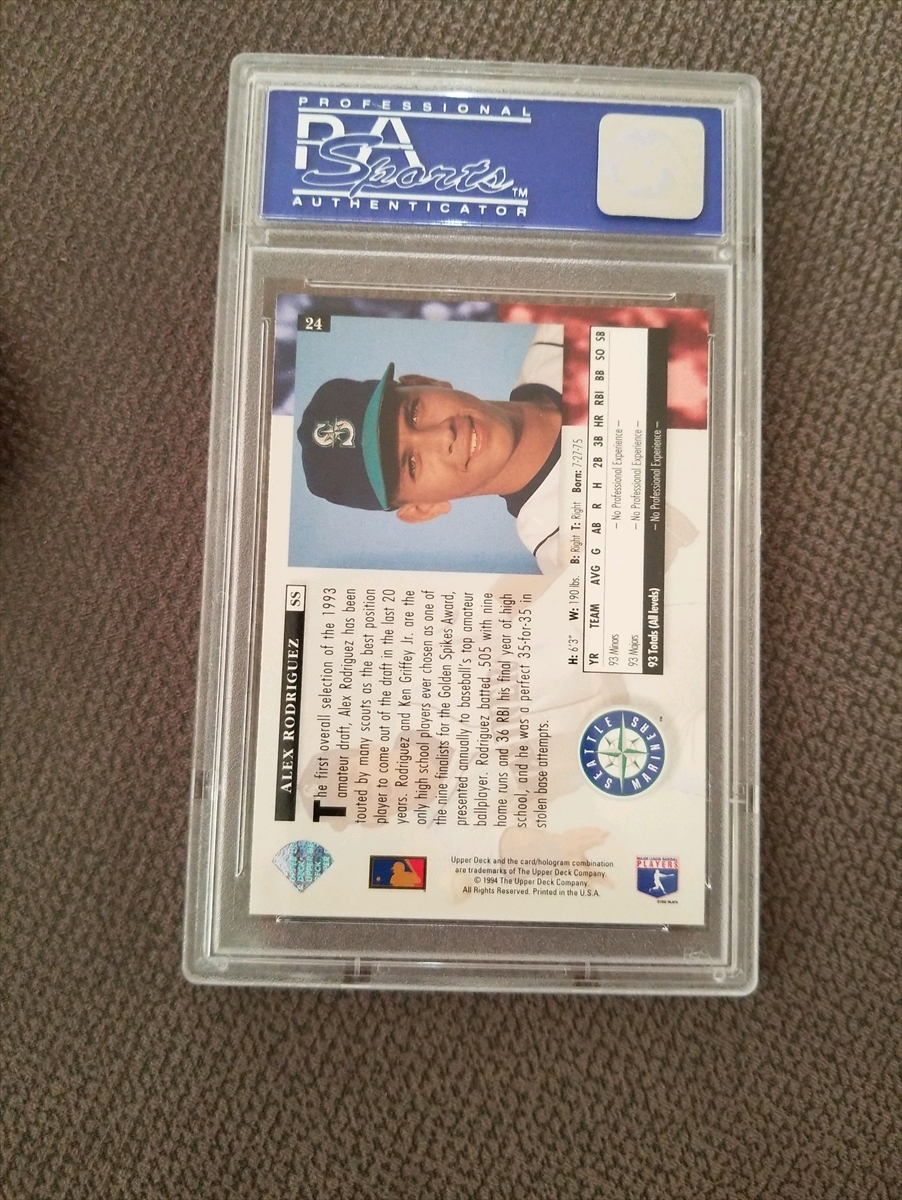 PROFESSIONAL
PSA
Sports™
AUTHENTICATOR
24
S
ALEX RODRIGUEZ SS
The first overall selection of the 1993
amateur draft, Alex Rodriguez has been
touted by many scouts as the best position
player to come out of the draft in the last 20
years. Rodriguez and Ken Griffey Jr. are the
only high school players ever chosen as one of
the nine finalists for the Golden Spikes Award,
presented annually to baseball's top amateur
ballplayer. Rodriguez batted .505 with nine
home runs and 36 RBI his final year of high
school, and he was a perfect 35-for-35 in
stolen base attempts.
H: 6'3" W: 190 lbs. B: Right T: Right Born: 7-27-75
YR TEAM AVG G AB R H 2B 3B HR RBI BB SO SB
93 Minors – No Professional Experience –
93 Majors – No Professional Experience –
93 Totals (All levels) – No Professional Experience –
SEATTLE
MARINERS
Upper Deck and the card/hologram combination
are trademarks of The Upper Deck Company.
© 1994 The Upper Deck Company.
All Rights Reserved. Printed in the U.S.A.
MAJOR LEAGUE BASEBALL
PLAYERS